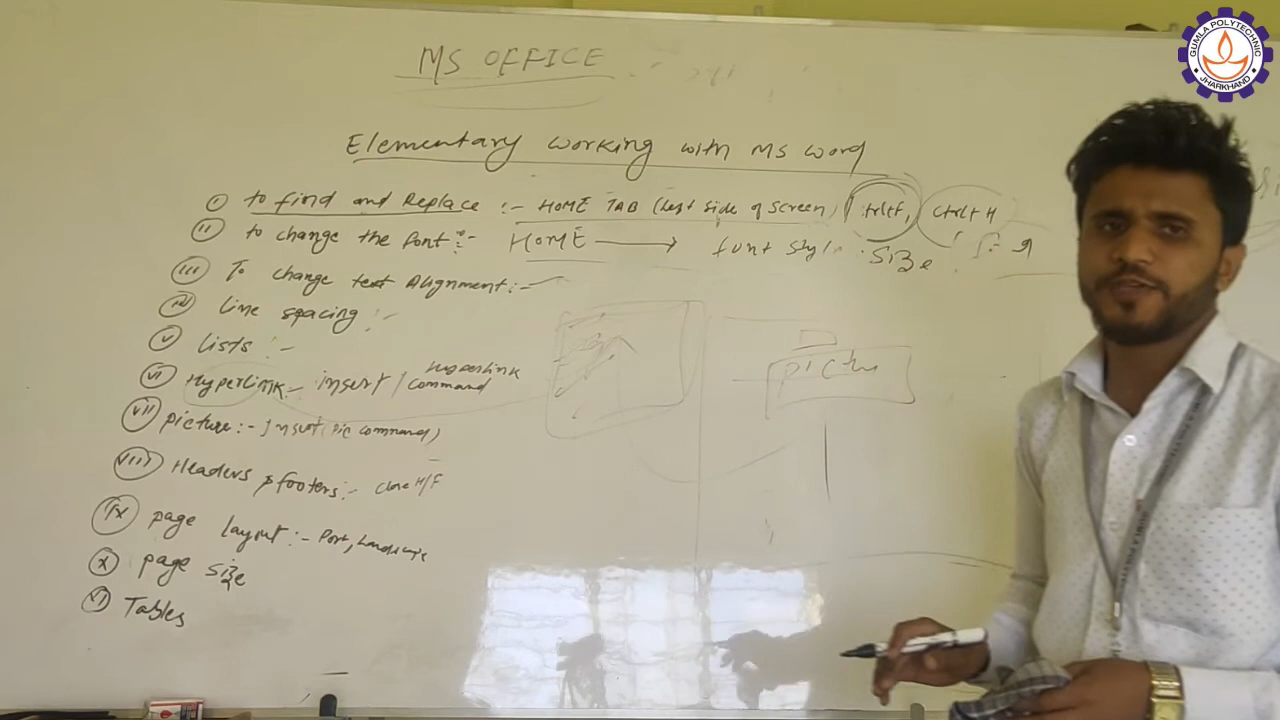 MS OFFICE
Elementary working with MS word
(i) to find and Replace :- HOME TAB (Left side of screen) ctrl+F, ctrl+H
(ii) to change the font :- HOME → font style size
(iii) To change text Alignment :-
(iv) line spacing :-
(v) lists :-
(vi) Hyperlink :- insert / Hyperlink command
(vii) picture :- Insert (pic command)
(viii) Headers footers :- close H/F
(ix) page layout :- Port, Landscape
(x) page size
(vi) Tables
GUMLA POLYTECHNIC
JHARKHAND